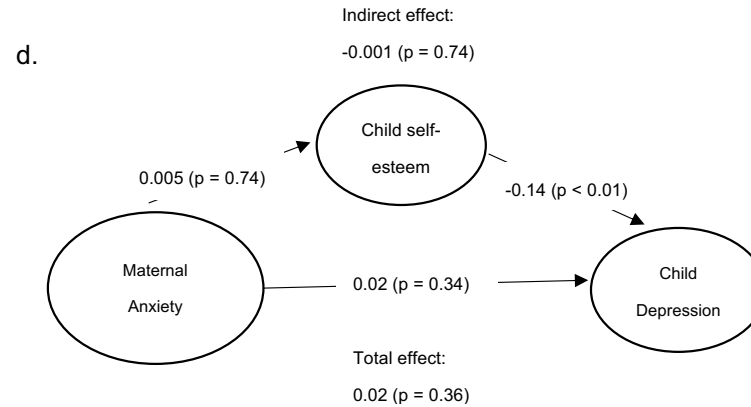 Indirect effect:
-0.001 (p = 0.74)
d.
Child self-
esteem
0.005 (p = 0.74)
-0.14 (p < 0.01)
Maternal
Anxiety
0.02 (p = 0.34)
Child
Depression
Total effect:
0.02 (p = 0.36)